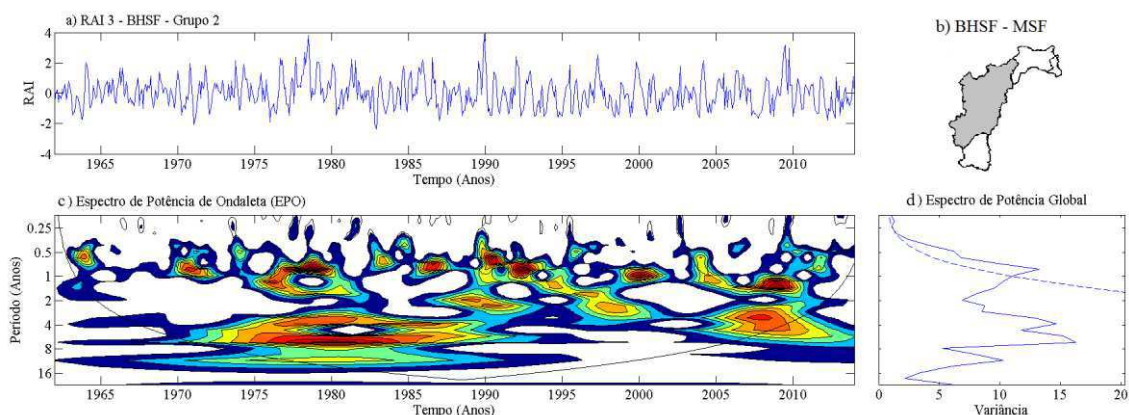 a) RAI 3 - BHSF - Grupo 2
RAI
4
2
0
-2
-4
1965 1970 1975 1980 1985 1990 1995 2000 2005 2010
Tempo (Anos)
b) BHSF - MSF
c ) Espectro de Potência de Ondaleta (EPO)
Período (Anos)
0.25
0.5
1
2
4
8
16
1965 1970 1975 1980 1985 1990 1995 2000 2005 2010
Tempo (Anos)
d ) Espectro de Potência Global
0 5 10 15 20
Variância